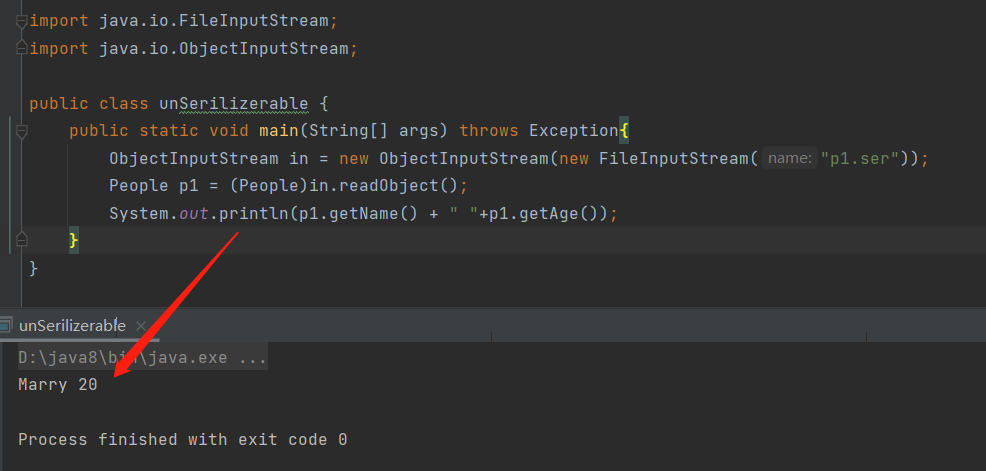 import java.io.FileInputStream;
import java.io.ObjectInputStream;
public class unSerilizerable {
public static void main(String[] args) throws Exception{
ObjectInputStream in = new ObjectInputStream(new FileInputStream( name: "p1.ser"));
People p1 = (People)in.readObject();
System.out.println(p1.getName() + " "+p1.getAge());
}
}
unSerilizerable ×
D:\java8\bin\java.exe ...
Marry 20
Process finished with exit code 0